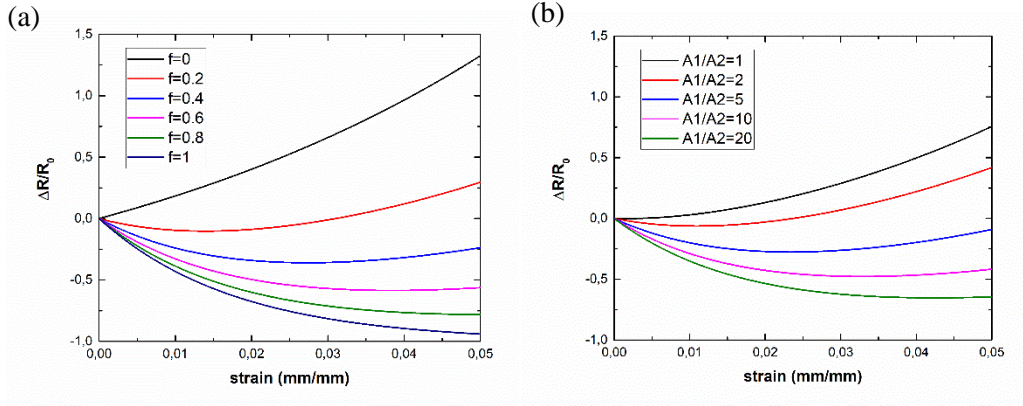 (a)
1,5
1,0
0,5
0,0
-0,5
-1,0
ΔR/R₀
f=0
f=0.2
f=0.4
f=0.6
f=0.8
f=1
0,00 0,01 0,02 0,03 0,04 0,05
strain (mm/mm)
(b)
1,5
1,0
0,5
0,0
-0,5
-1,0
ΔR/R₀
A1/A2=1
A1/A2=2
A1/A2=5
A1/A2=10
A1/A2=20
0,00 0,01 0,02 0,03 0,04 0,05
strain (mm/mm)